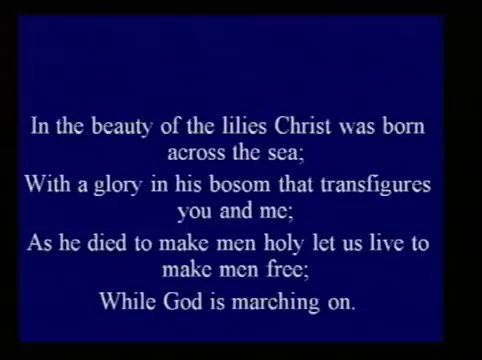 In the beauty of the lilies Christ was born
across the sea;
With a glory in his bosom that transfigures
you and me;
As he died to make men holy let us live to
make men free;
While God is marching on.